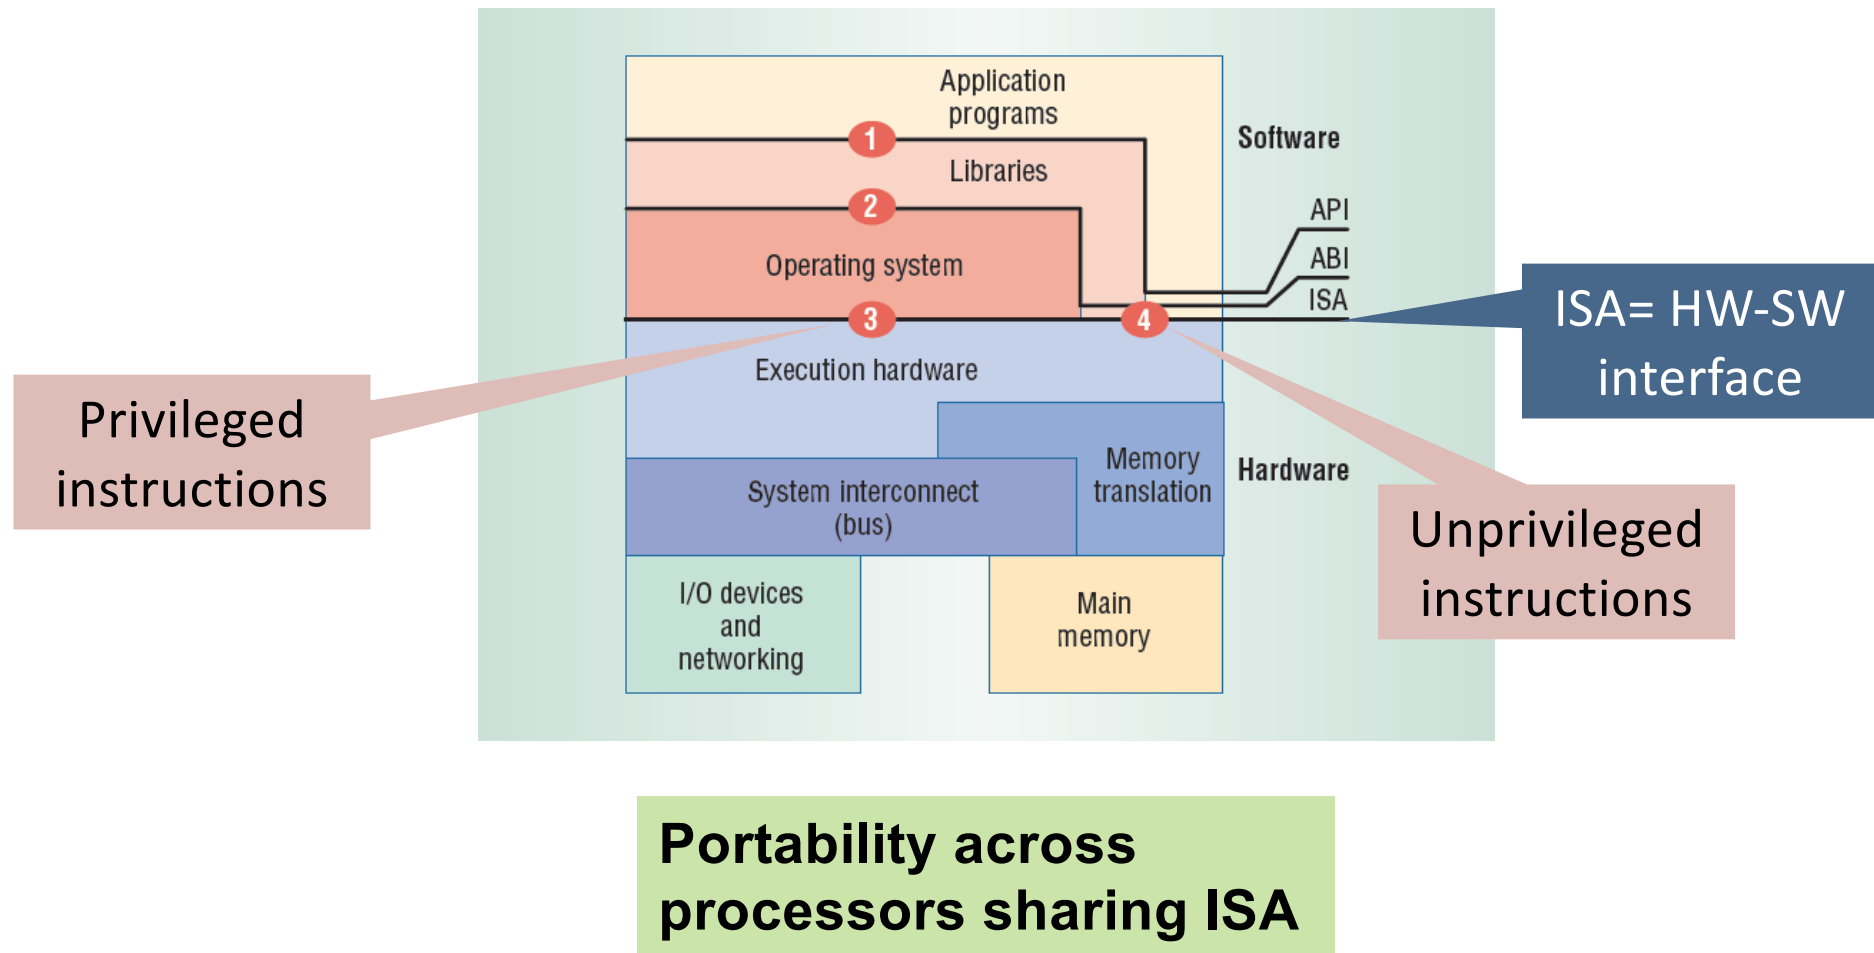 Application
programs
1
Software
Libraries
2
API
Operating system
ABI
ISA
3
4
ISA= HW-SW
interface
Execution hardware
Privileged
instructions
Memory
translation
Hardware
System interconnect
(bus)
Unprivileged
instructions
I/O devices
and
networking
Main
memory
Portability across
processors sharing ISA